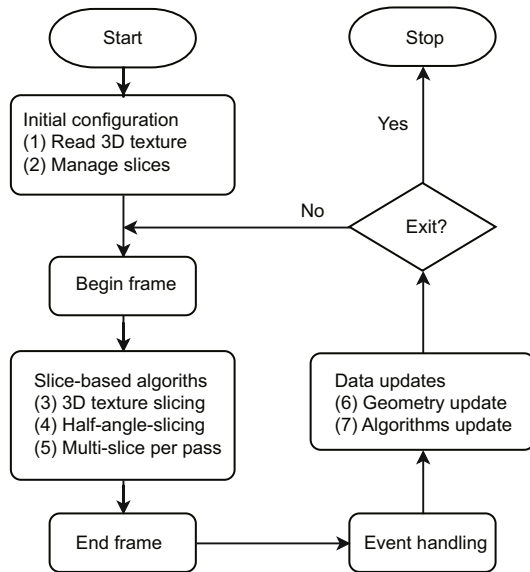 Start
Stop
Initial configuration
(1) Read 3D texture
(2) Manage slices
Yes
No
Exit?
Begin frame
Slice-based algoriths
(3) 3D texture slicing
(4) Half-angle-slicing
(5) Multi-slice per pass
Data updates
(6) Geometry update
(7) Algorithms update
End frame
Event handling